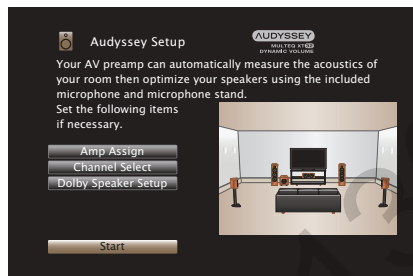 Audyssey Setup
AUDYSSEY
MULTEQ XT32
DYNAMIC VOLUME
Your AV preamp can automatically measure the acoustics of
your room then optimize your speakers using the included
microphone and microphone stand.
Set the following items
if necessary.
Amp Assign
Channel Select
Dolby Speaker Setup
Start